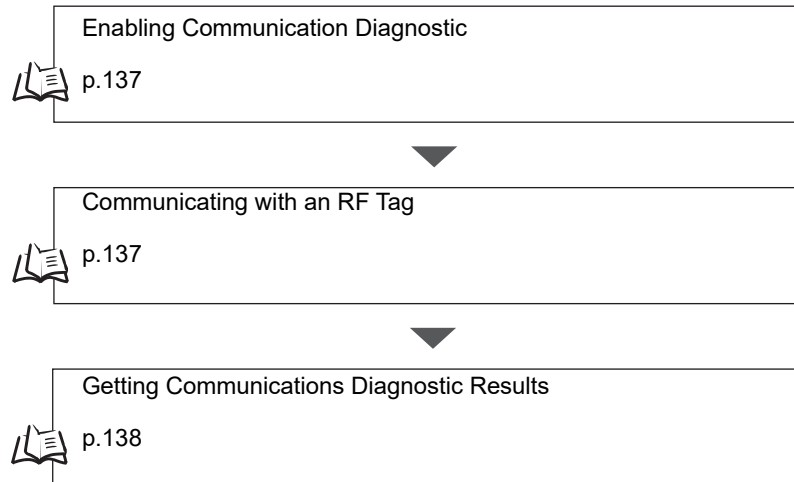 Enabling Communication Diagnostic
p.137
Communicating with an RF Tag
p.137
Getting Communications Diagnostic Results
p.138